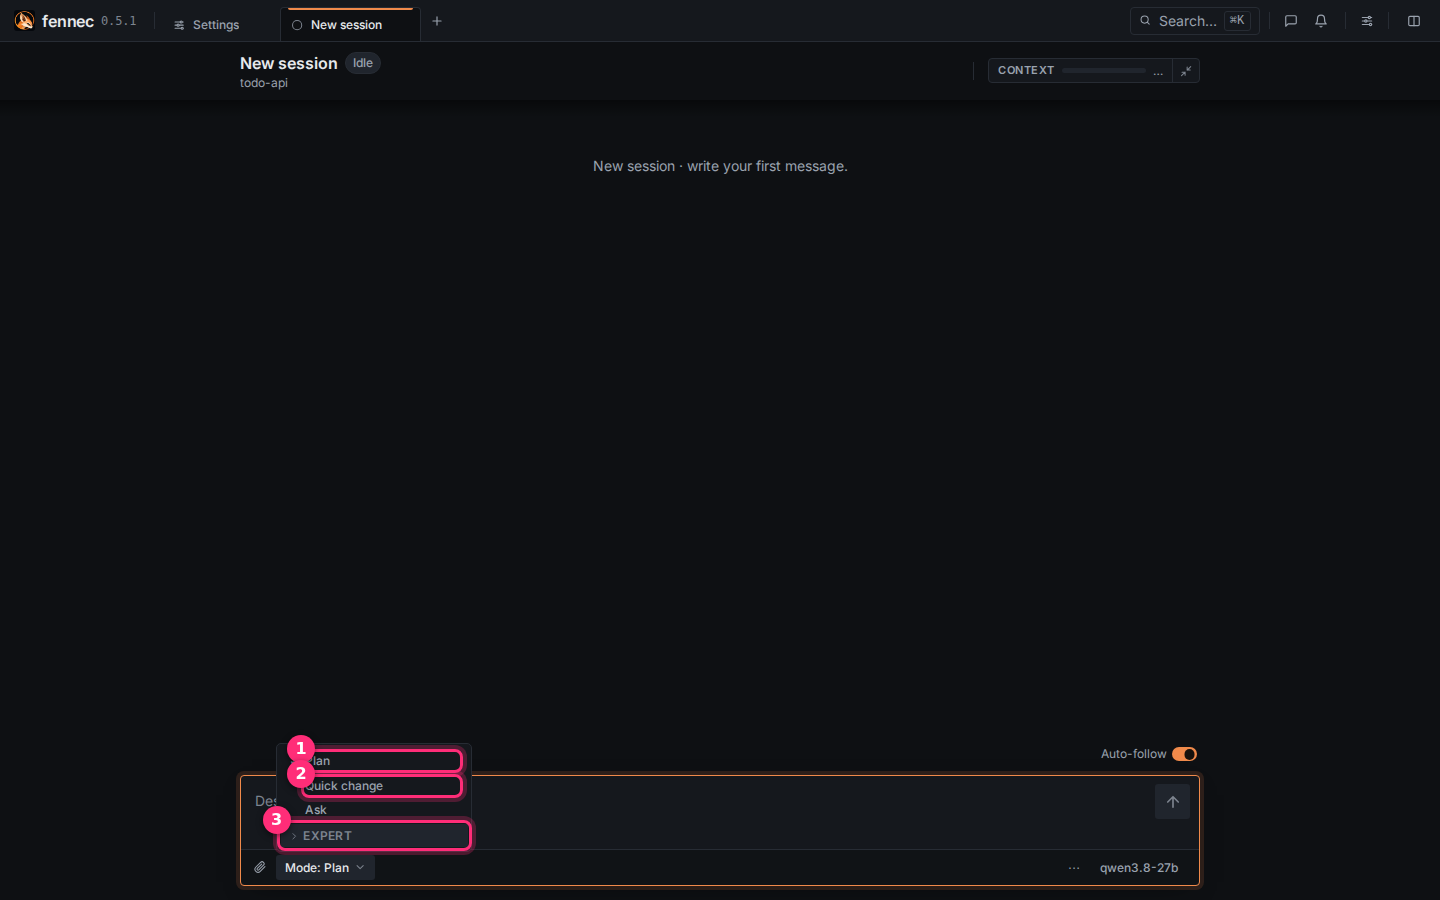 fennec 0.5.1
Settings
New session
Search... ⌘K
New session Idle
todo-api
CONTEXT ...
New session · write your first message.
Auto-follow
1
Plan
2
Quick change
Ask
3
EXPERT
Mode: Plan
... qwen3.8-27b